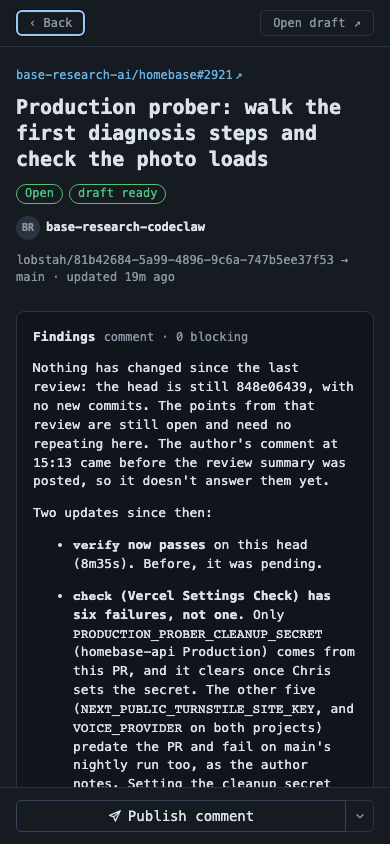 ‹ Back
Open draft ↗
base-research-ai/homebase#2921↗
Production prober: walk the
first diagnosis steps and
check the photo loads
Open
draft ready
BR base-research-codeclaw
lobstah/81b42684-5a99-4896-9c6a-747b5ee37f53 →
main · updated 19m ago
Findings comment · 0 blocking
Nothing has changed since the last
review: the head is still 848e06439, with
no new commits. The points from that
review are still open and need no
repeating here. The author's comment at
15:13 came before the review summary was
posted, so it doesn't answer them yet.
Two updates since then:
• verify now passes on this head
(8m35s). Before, it was pending.
• check (Vercel Settings Check) has
six failures, not one. Only
PRODUCTION_PROBER_CLEANUP_SECRET
(homebase-api Production) comes from
this PR, and it clears once Chris
sets the secret. The other five
(NEXT_PUBLIC_TURNSTILE_SITE_KEY, and
VOICE_PROVIDER on both projects)
predate the PR and fail on main's
nightly run too, as the author
notes. Setting the cleanup secret
Publish comment